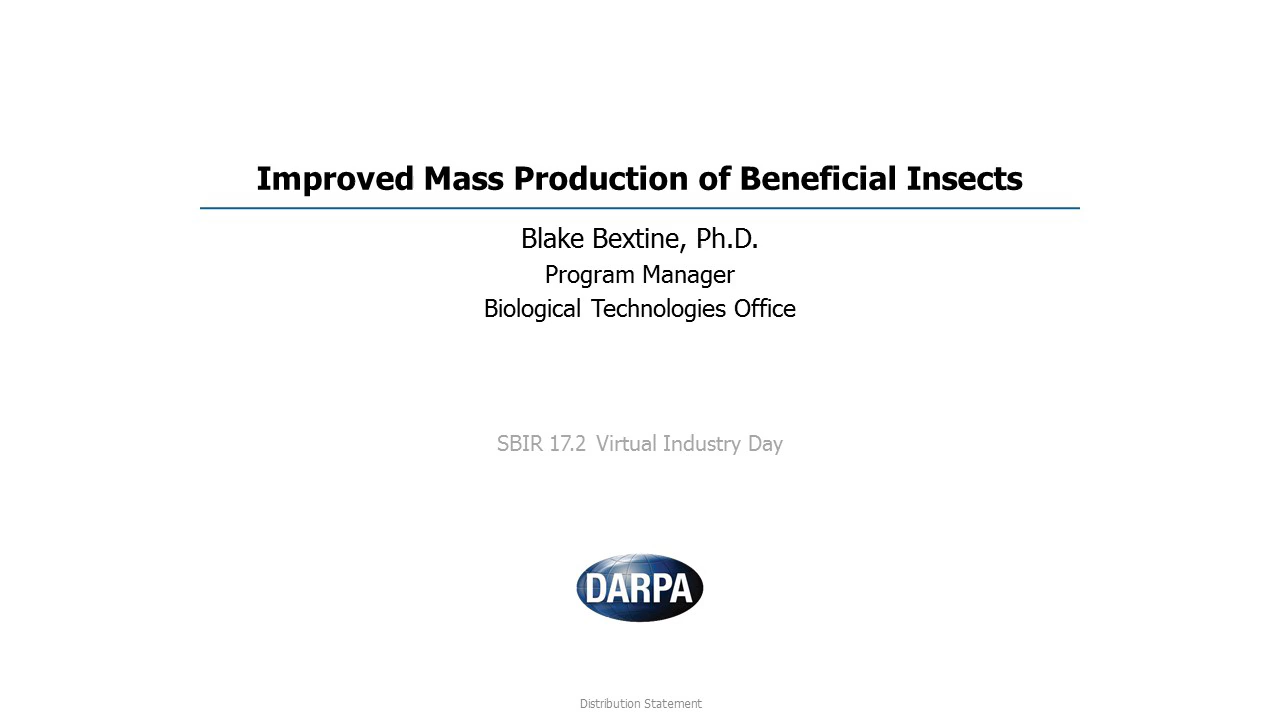 Improved Mass Production of Beneficial Insects
Blake Bextine, Ph.D.
Program Manager
Biological Technologies Office
SBIR 17.2 Virtual Industry Day
DARPA
Distribution Statement